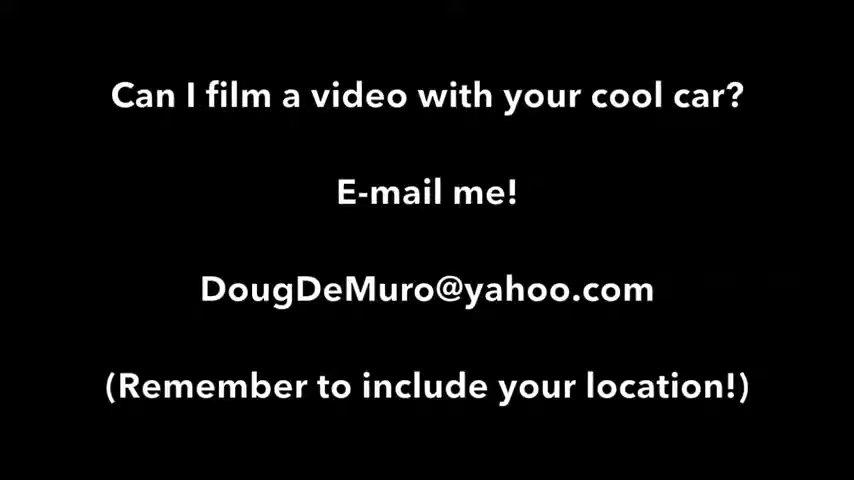 Can I film a video with your cool car?
E-mail me!
DougDeMuro@yahoo.com
(Remember to include your location!)